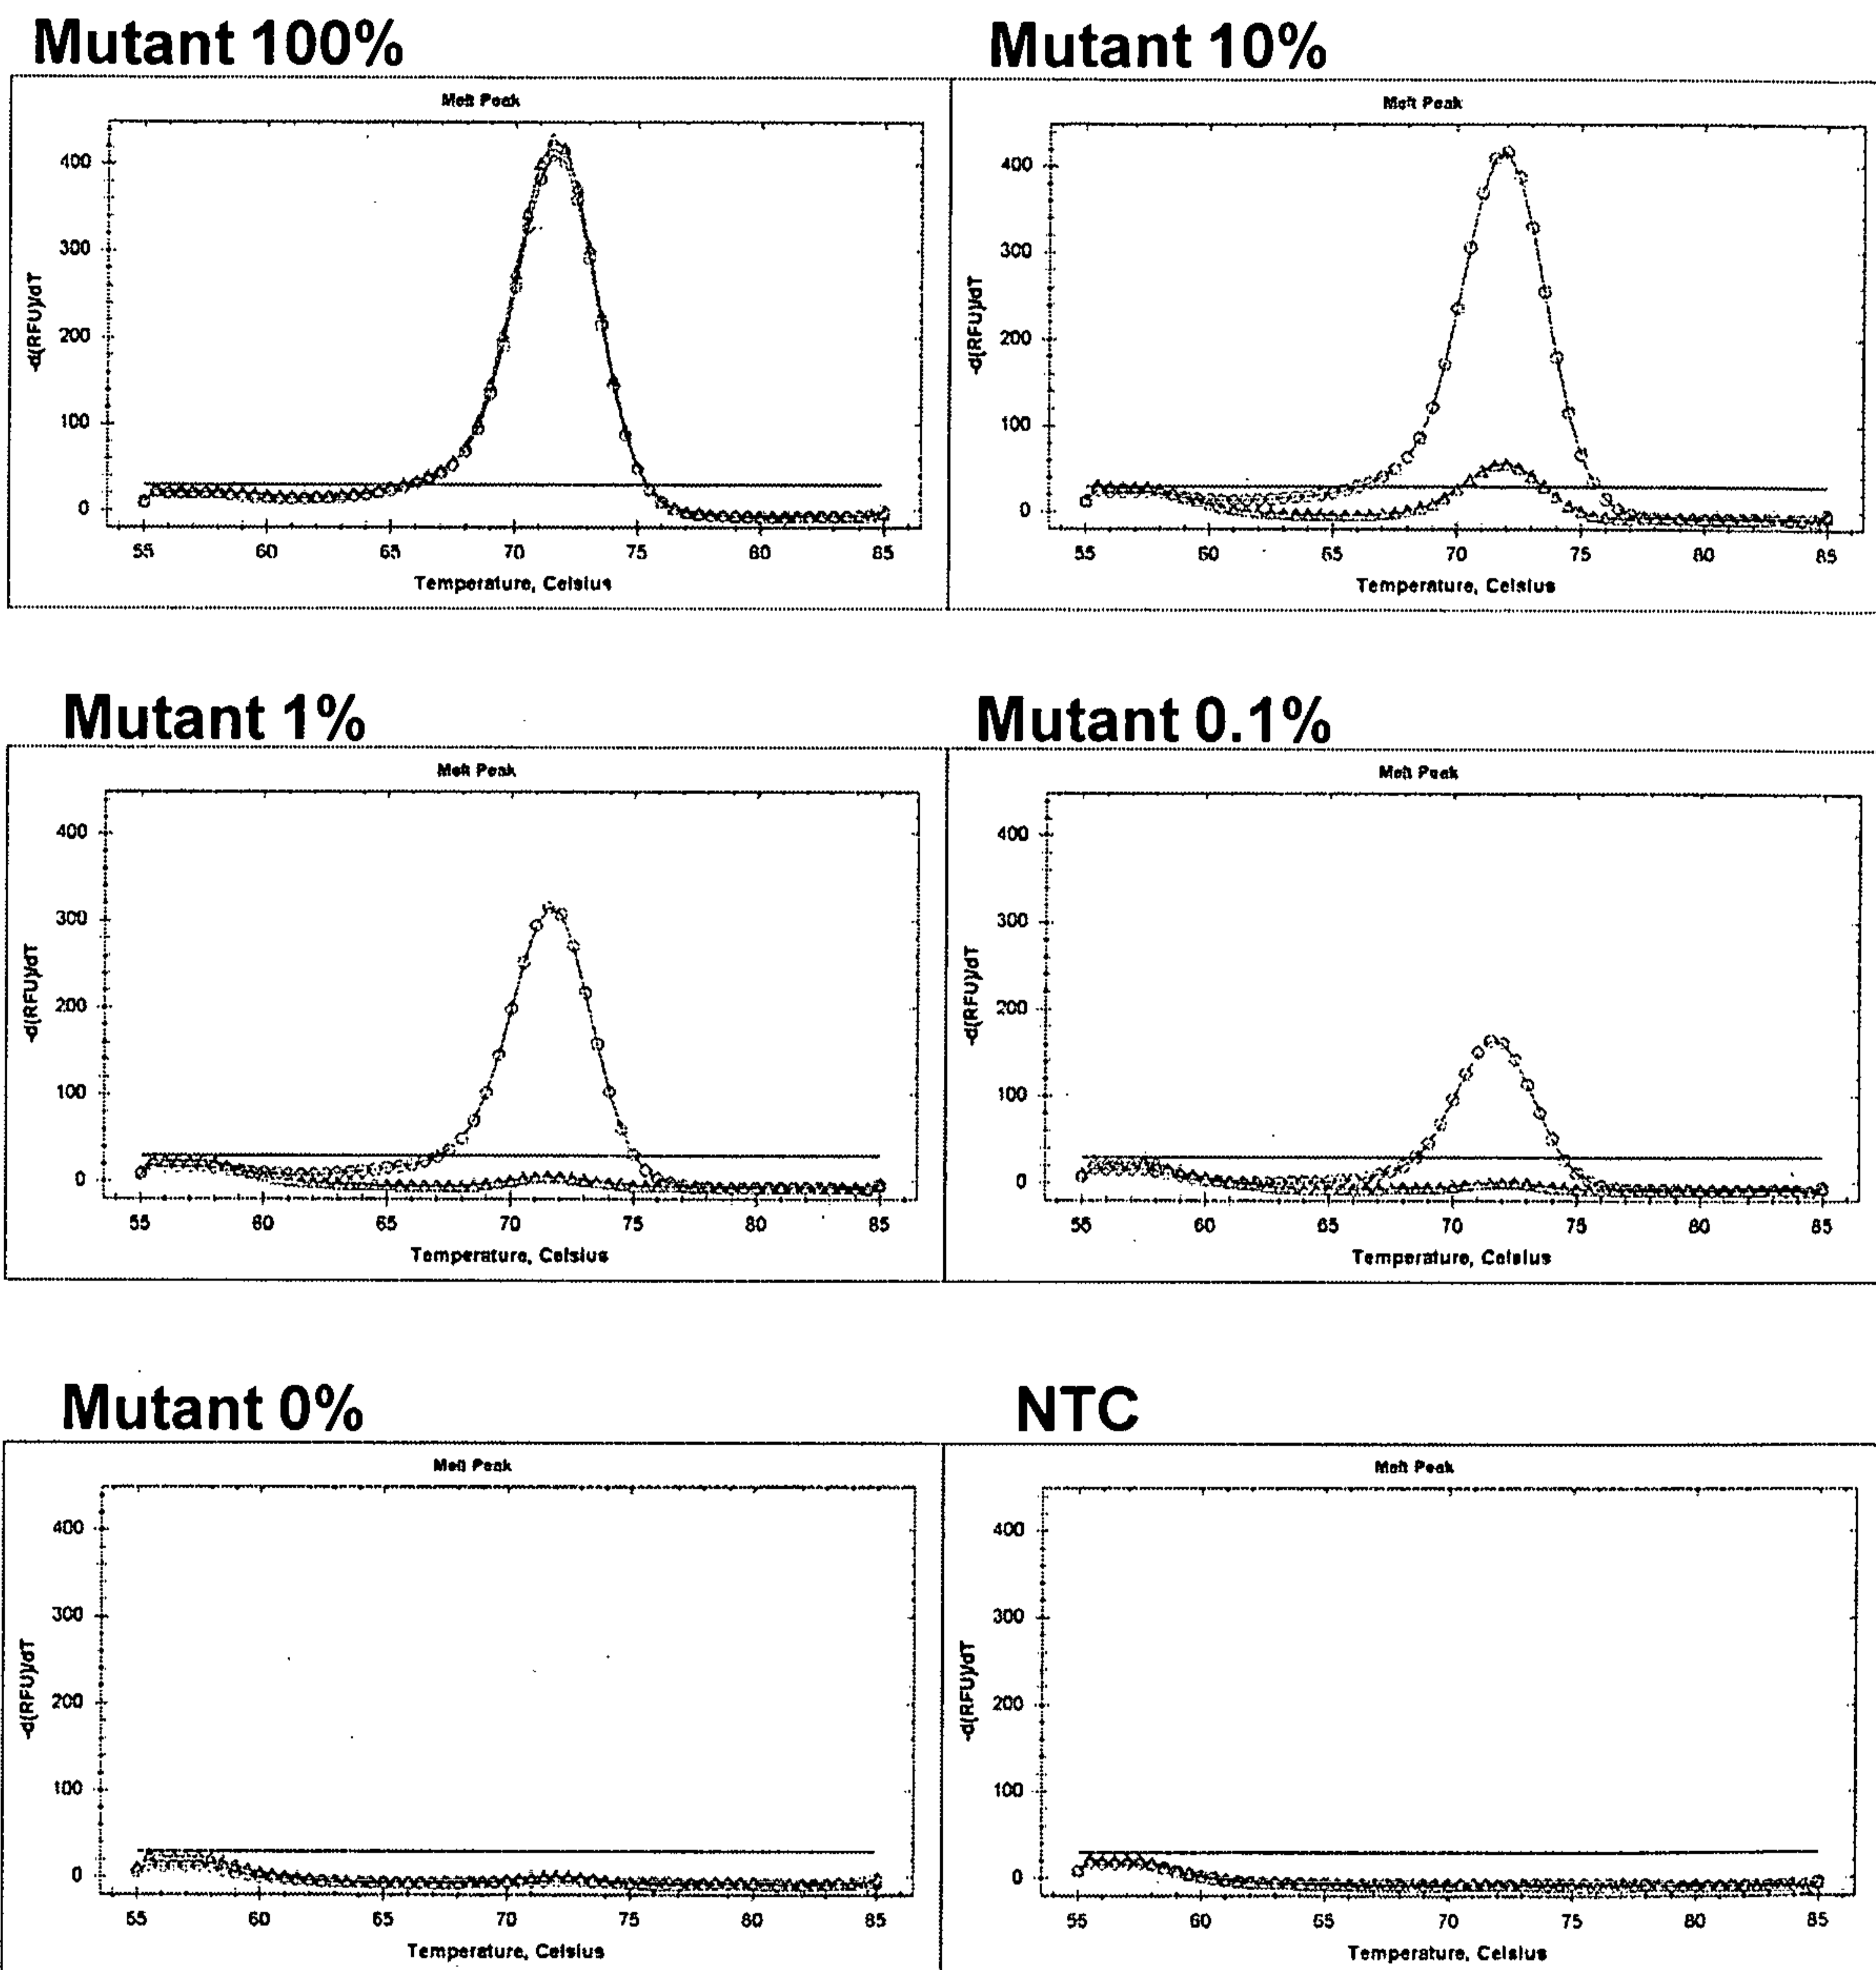 Mutant 100%
Melt Peak
400
300
200
100
0
-d(RFU)/dT
55 60 65 70 75 80 85
Temperature, Celsius
Mutant 10%
Melt Peak
400
300
200
100
0
-d(RFU)/dT
55 60 65 70 75 80 85
Temperature, Celsius
Mutant 1%
Melt Peak
400
300
200
100
0
-d(RFU)/dT
55 60 65 70 75 80 85
Temperature, Celsius
Mutant 0.1%
Melt Peak
400
300
200
100
0
-d(RFU)/dT
55 60 65 70 75 80 85
Temperature, Celsius
Mutant 0%
Melt Peak
400
300
200
100
0
-d(RFU)/dT
55 60 65 70 75 80 85
Temperature, Celsius
NTC
Melt Peak
400
300
200
100
0
-d(RFU)/dT
55 60 65 70 75 80 85
Temperature, Celsius